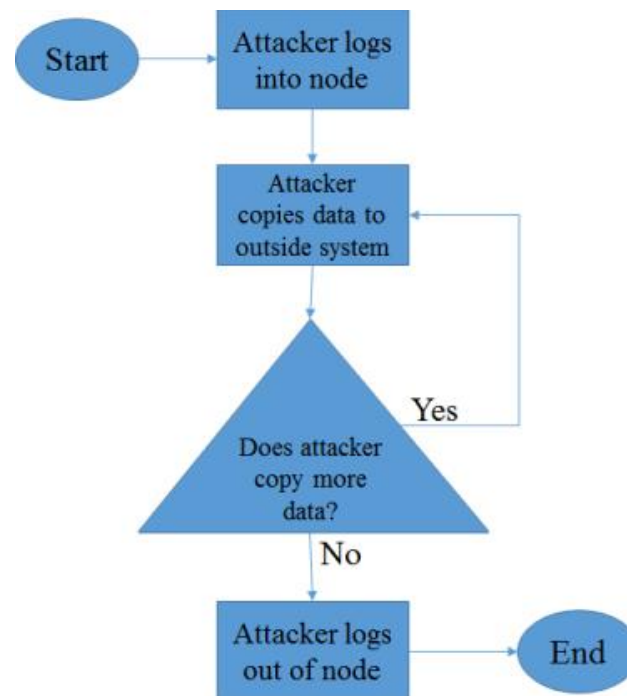 Start
Attacker logs
into node
Attacker
copies data to
outside system
Yes
Does attacker
copy more
data?
No
Attacker logs
out of node
End